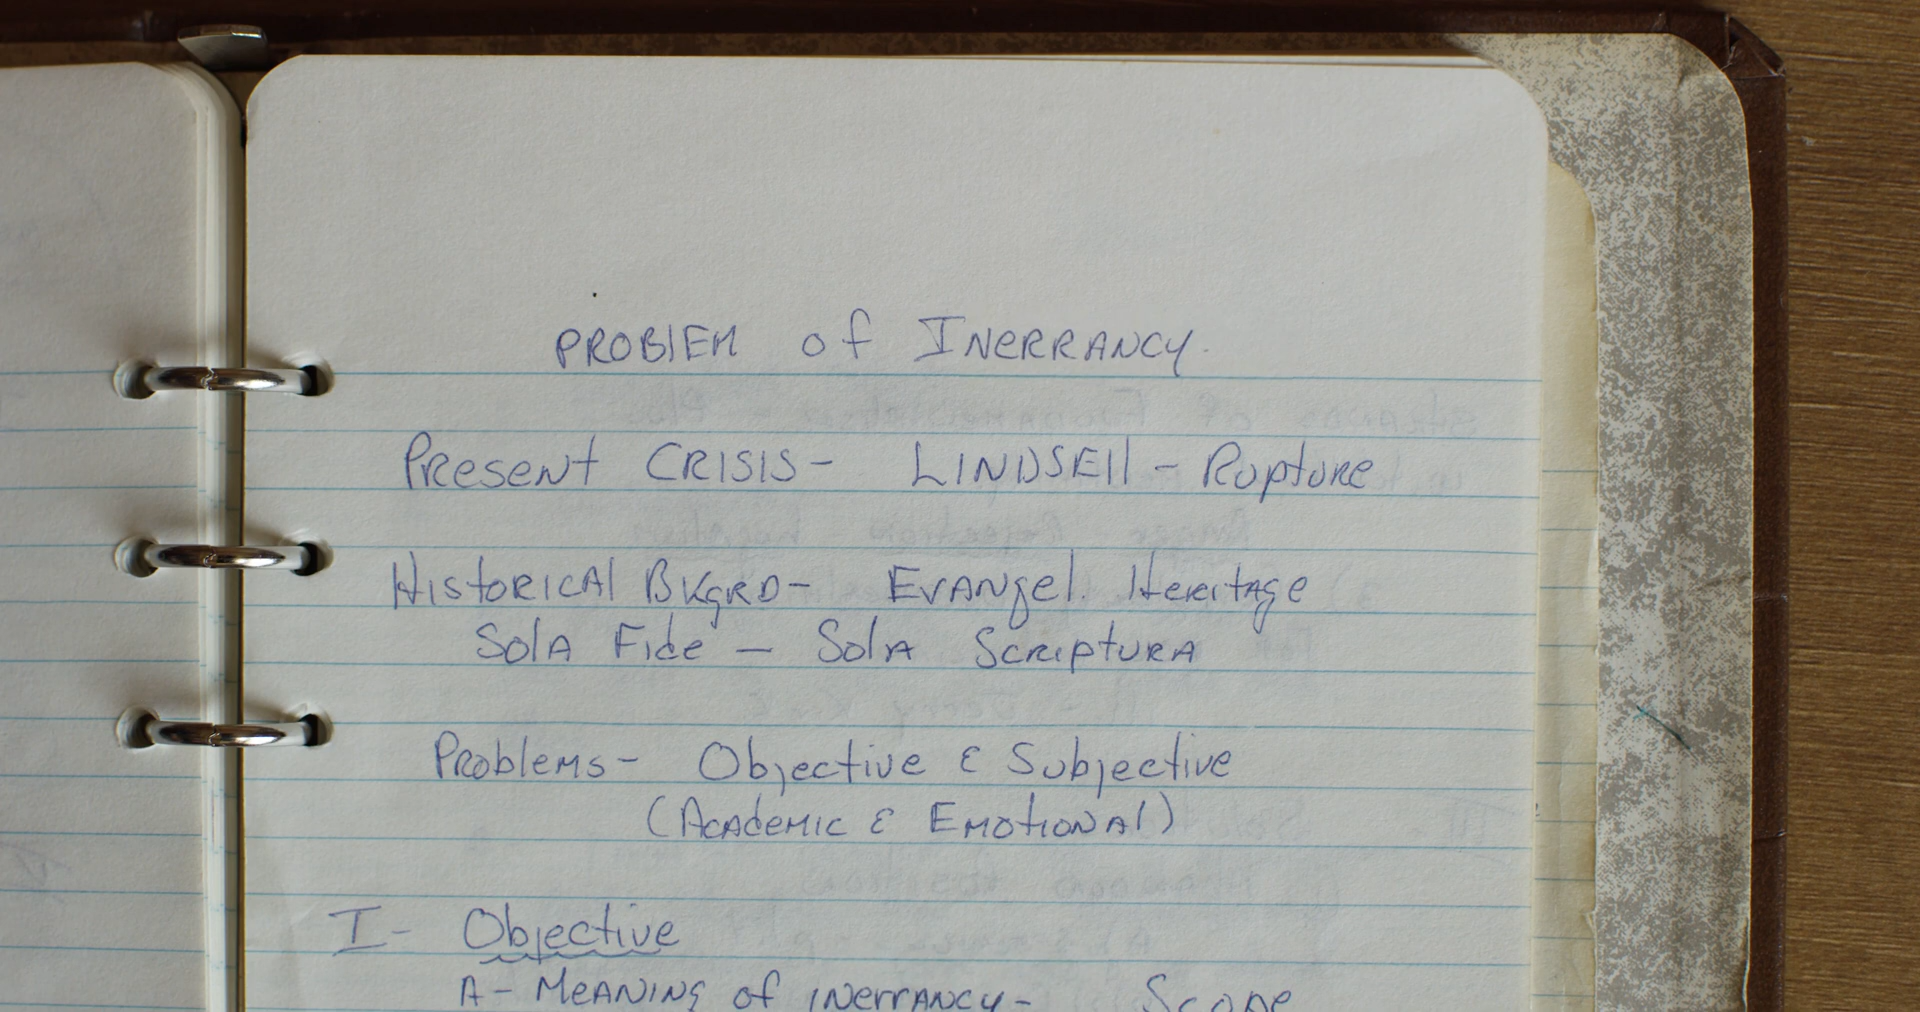 PROBlEM of INERRANCY.
PResent CRISIS - LINDSEll - Rupture
HISTORICAl BKgRD - EVANgel. HeRITAge
SolA Fide - SolA ScRIptURA
PRoblems - Objective & Subjective
(AcAdeMIc & EMotIoNAl)
I - Objective
A - MeANINg of INerrANcy - Scope